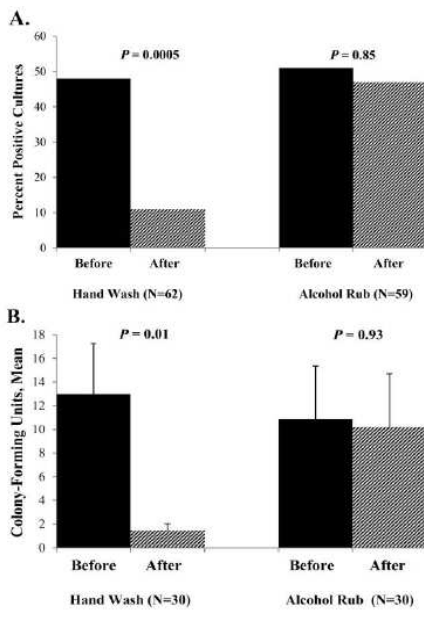 A.
60
50
40
30
20
10
0
Percent Positive Cultures
P = 0.0005 P = 0.85
Before After Before After
Hand Wash (N=62) Alcohol Rub (N=59)
B.
18
16
14
12
10
8
6
4
2
0
Colony-Forming Units, Mean
P = 0.01 P = 0.93
Before After Before After
Hand Wash (N=30) Alcohol Rub (N=30)